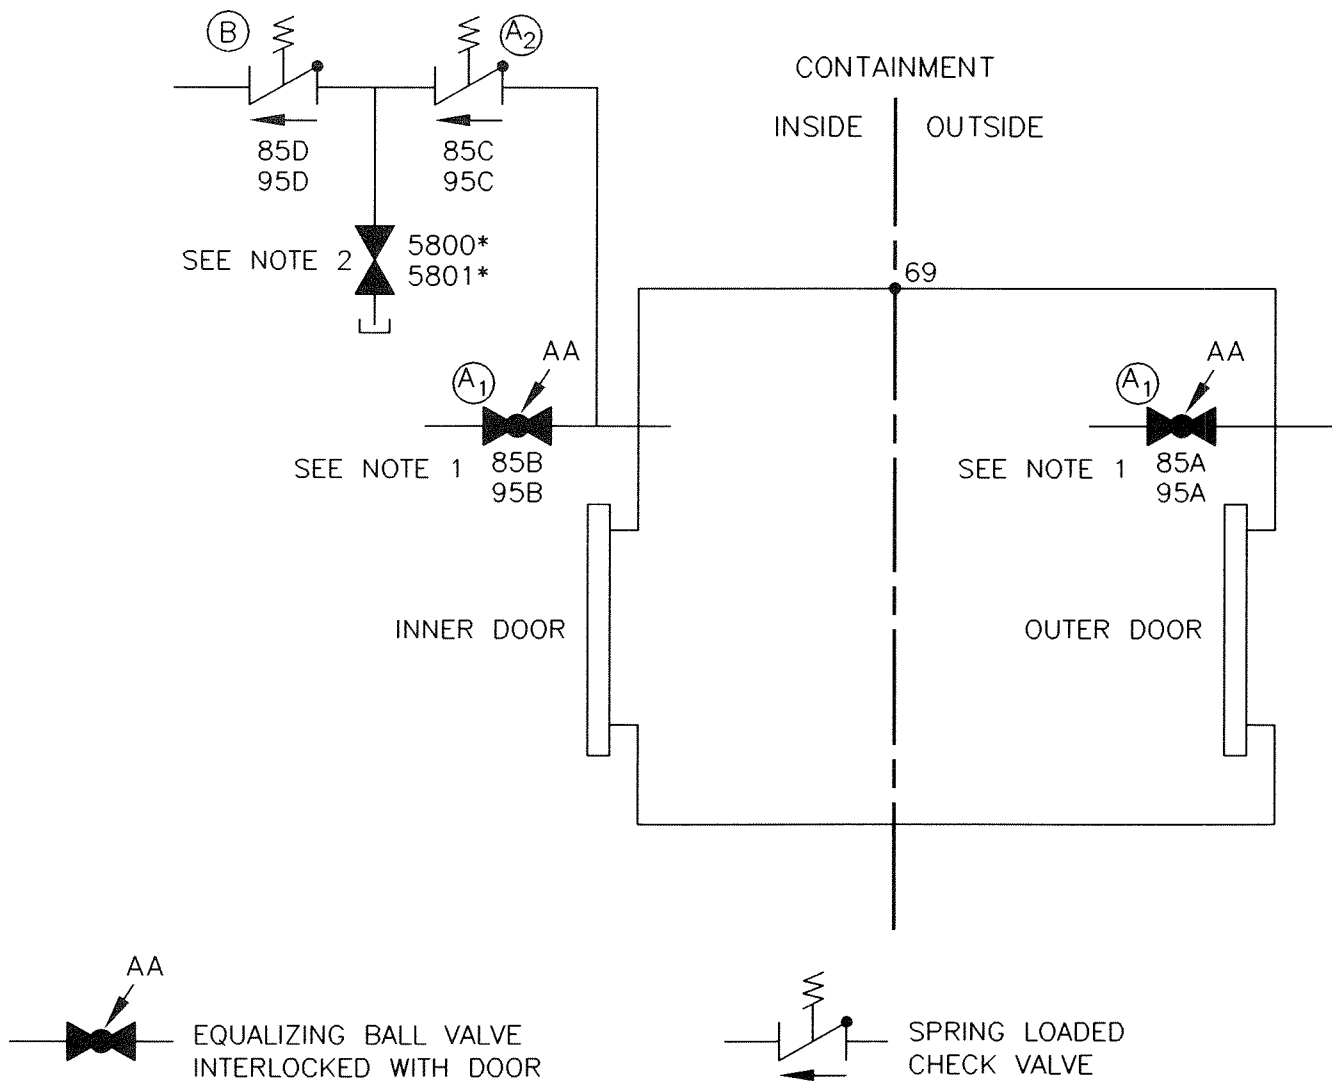 B
A2
CONTAINMENT
INSIDE OUTSIDE
85D
95D
85C
95C
SEE NOTE 2
5800*
5801*
69
AA
A1
AA
A1
SEE NOTE 1
85B
95B
SEE NOTE 1
85A
95A
INNER DOOR
OUTER DOOR
AA
EQUALIZING BALL VALVE
INTERLOCKED WITH DOOR
SPRING LOADED
CHECK VALVE